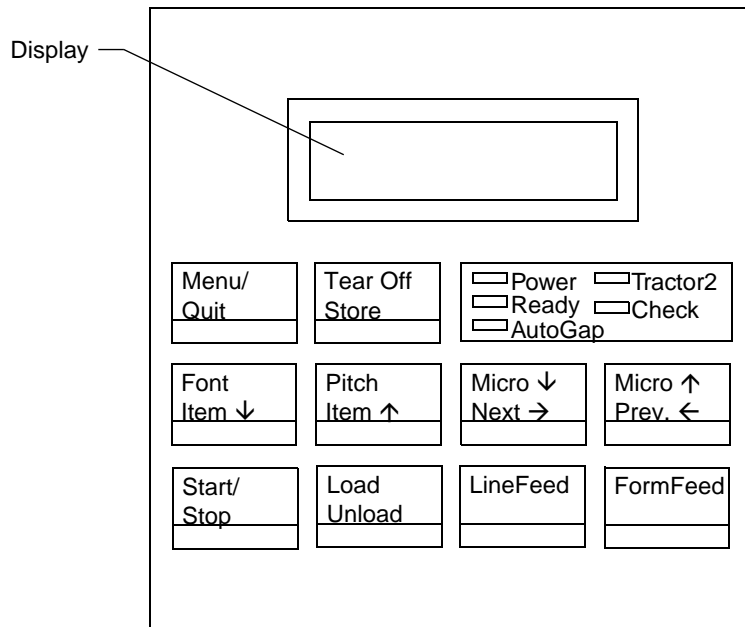 Display
Menu/
Quit
Tear Off
Store
Power
Tractor2
Ready
Check
AutoGap
Font
Item ↓
Pitch
Item ↑
Micro ↓
Next →
Micro ↑
Prev. ←
Start/
Stop
Load
Unload
LineFeed
FormFeed